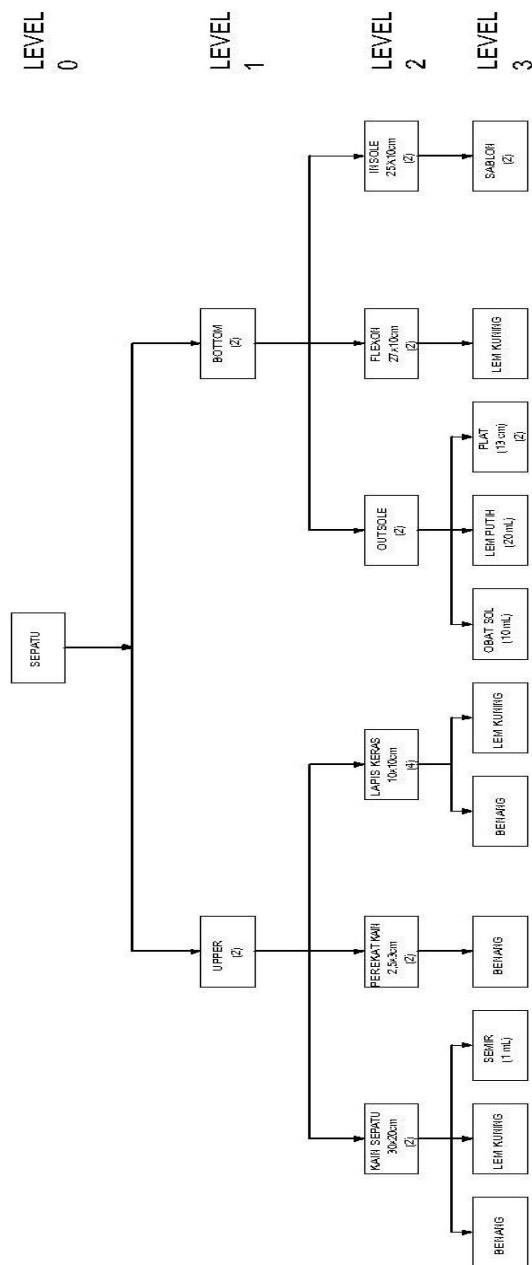 SEPATU
LEVEL
0
UPPER
(2)
BOTTOM
(2)
LEVEL
1
KAIN SEPATU
30x20cm
(2)
PEREKAT KAIN
2,5x3cm
(2)
LAPIS KERAS
10x10cm
(4)
OUTSOLE
(2)
FLEXON
27x10cm
(2)
INSOLE
25X10cm
(2)
LEVEL
2
BENANG
LEM KUNING
SEMIR
(1 mL)
BENANG
BENANG
LEM KUNING
OBAT SOL
(10 mL)
LEM PUTIH
(20 mL)
PLAT
(13 cm)
(2)
LEM KUNING
SABLON
(2)
LEVEL
3